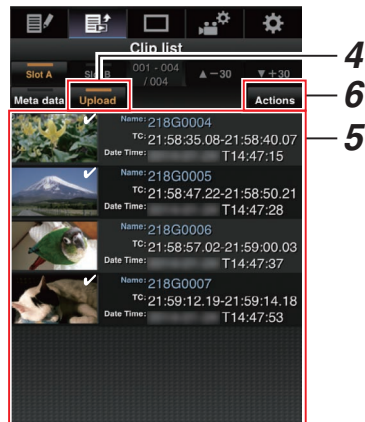 Clip list
4
Slot A Slot B 001 - 004 / 004 ▲−30 ▼+30
Meta data Upload Actions
6
5
Name: 218G0004
TC: 21:58:35.08-21:58:40.07
Date Time: T14:47:15
Name: 218G0005
TC: 21:58:47.22-21:58:50.21
Date Time: T14:47:28
Name: 218G0006
TC: 21:58:57.02-21:59:00.03
Date Time: T14:47:37
Name: 218G0007
TC: 21:59:12.19-21:59:14.18
Date Time: T14:47:53